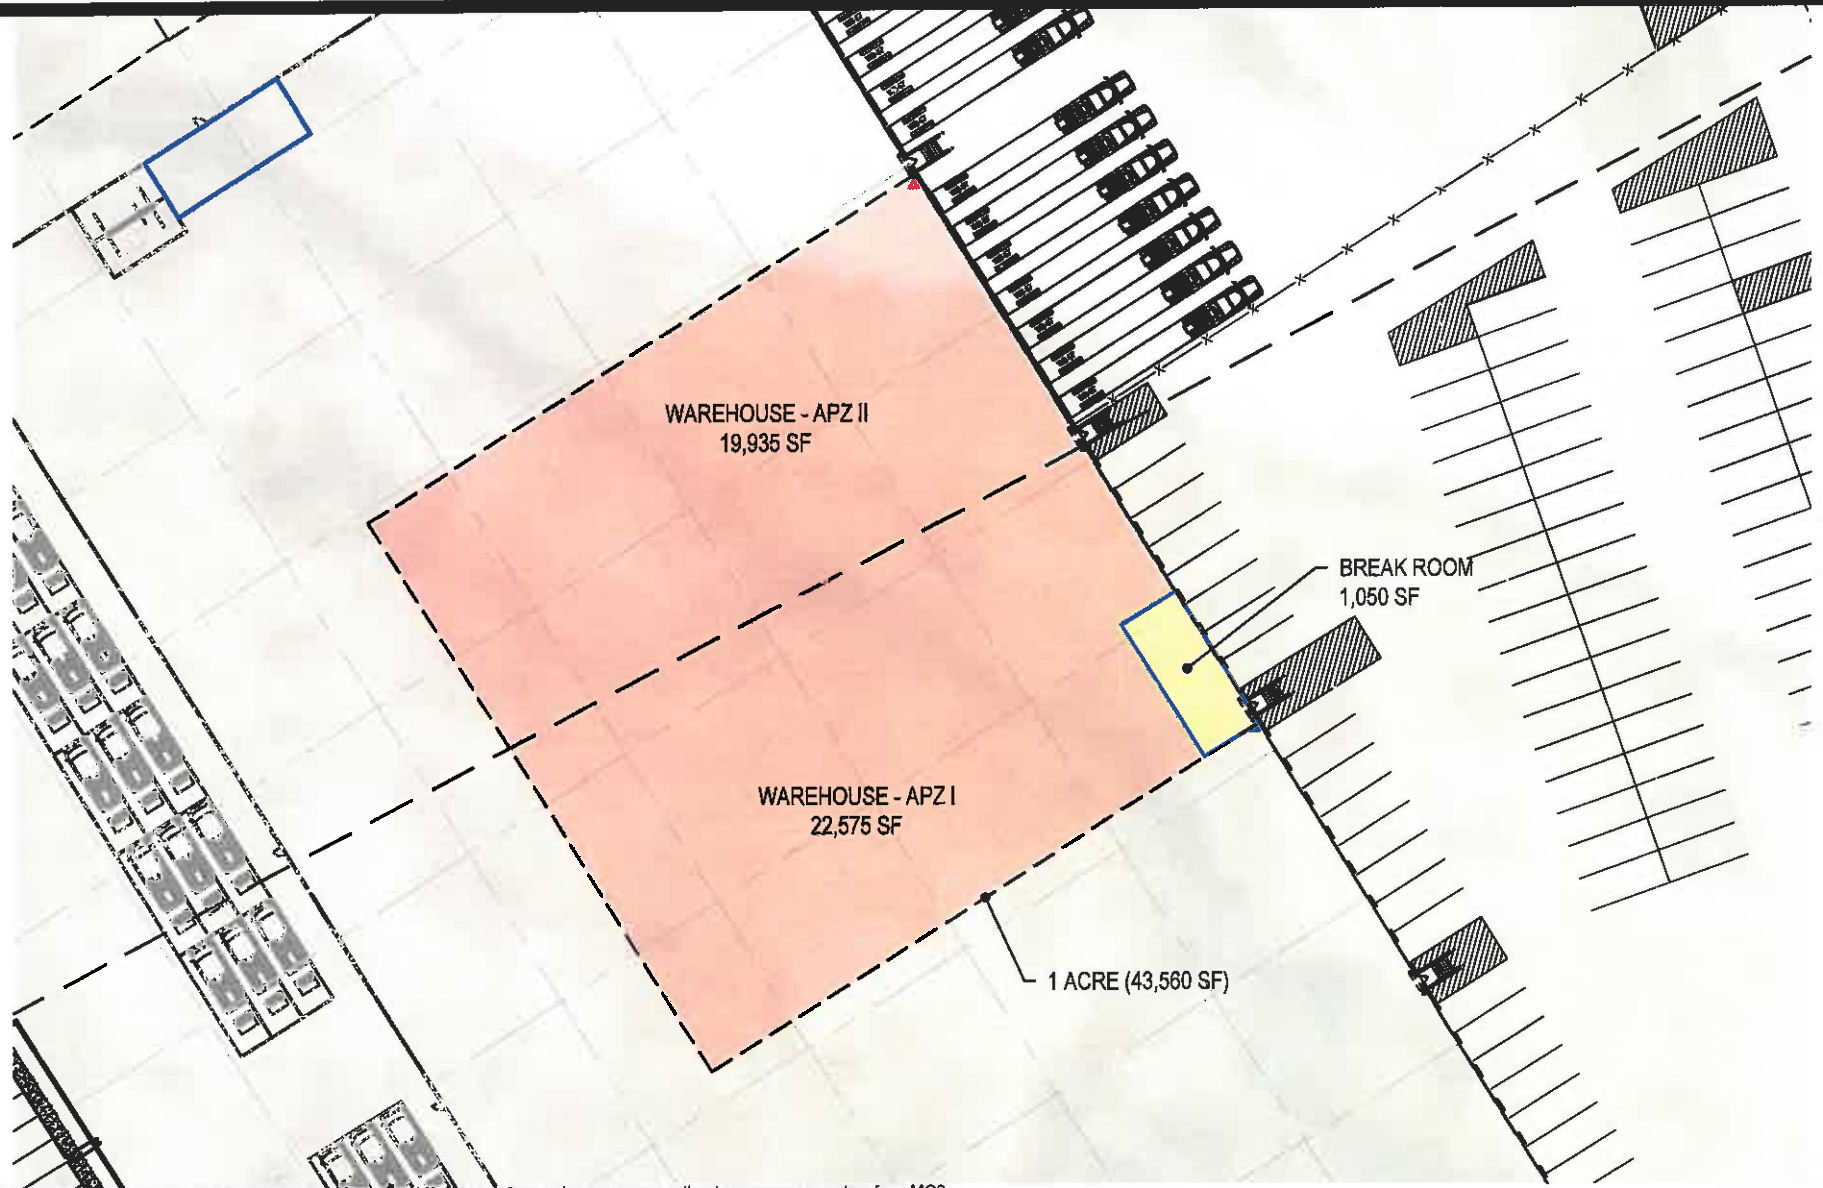 WAREHOUSE - APZ II
19,935 SF
BREAK ROOM
1,050 SF
WAREHOUSE - APZ I
22,575 SF
1 ACRE (43,560 SF)